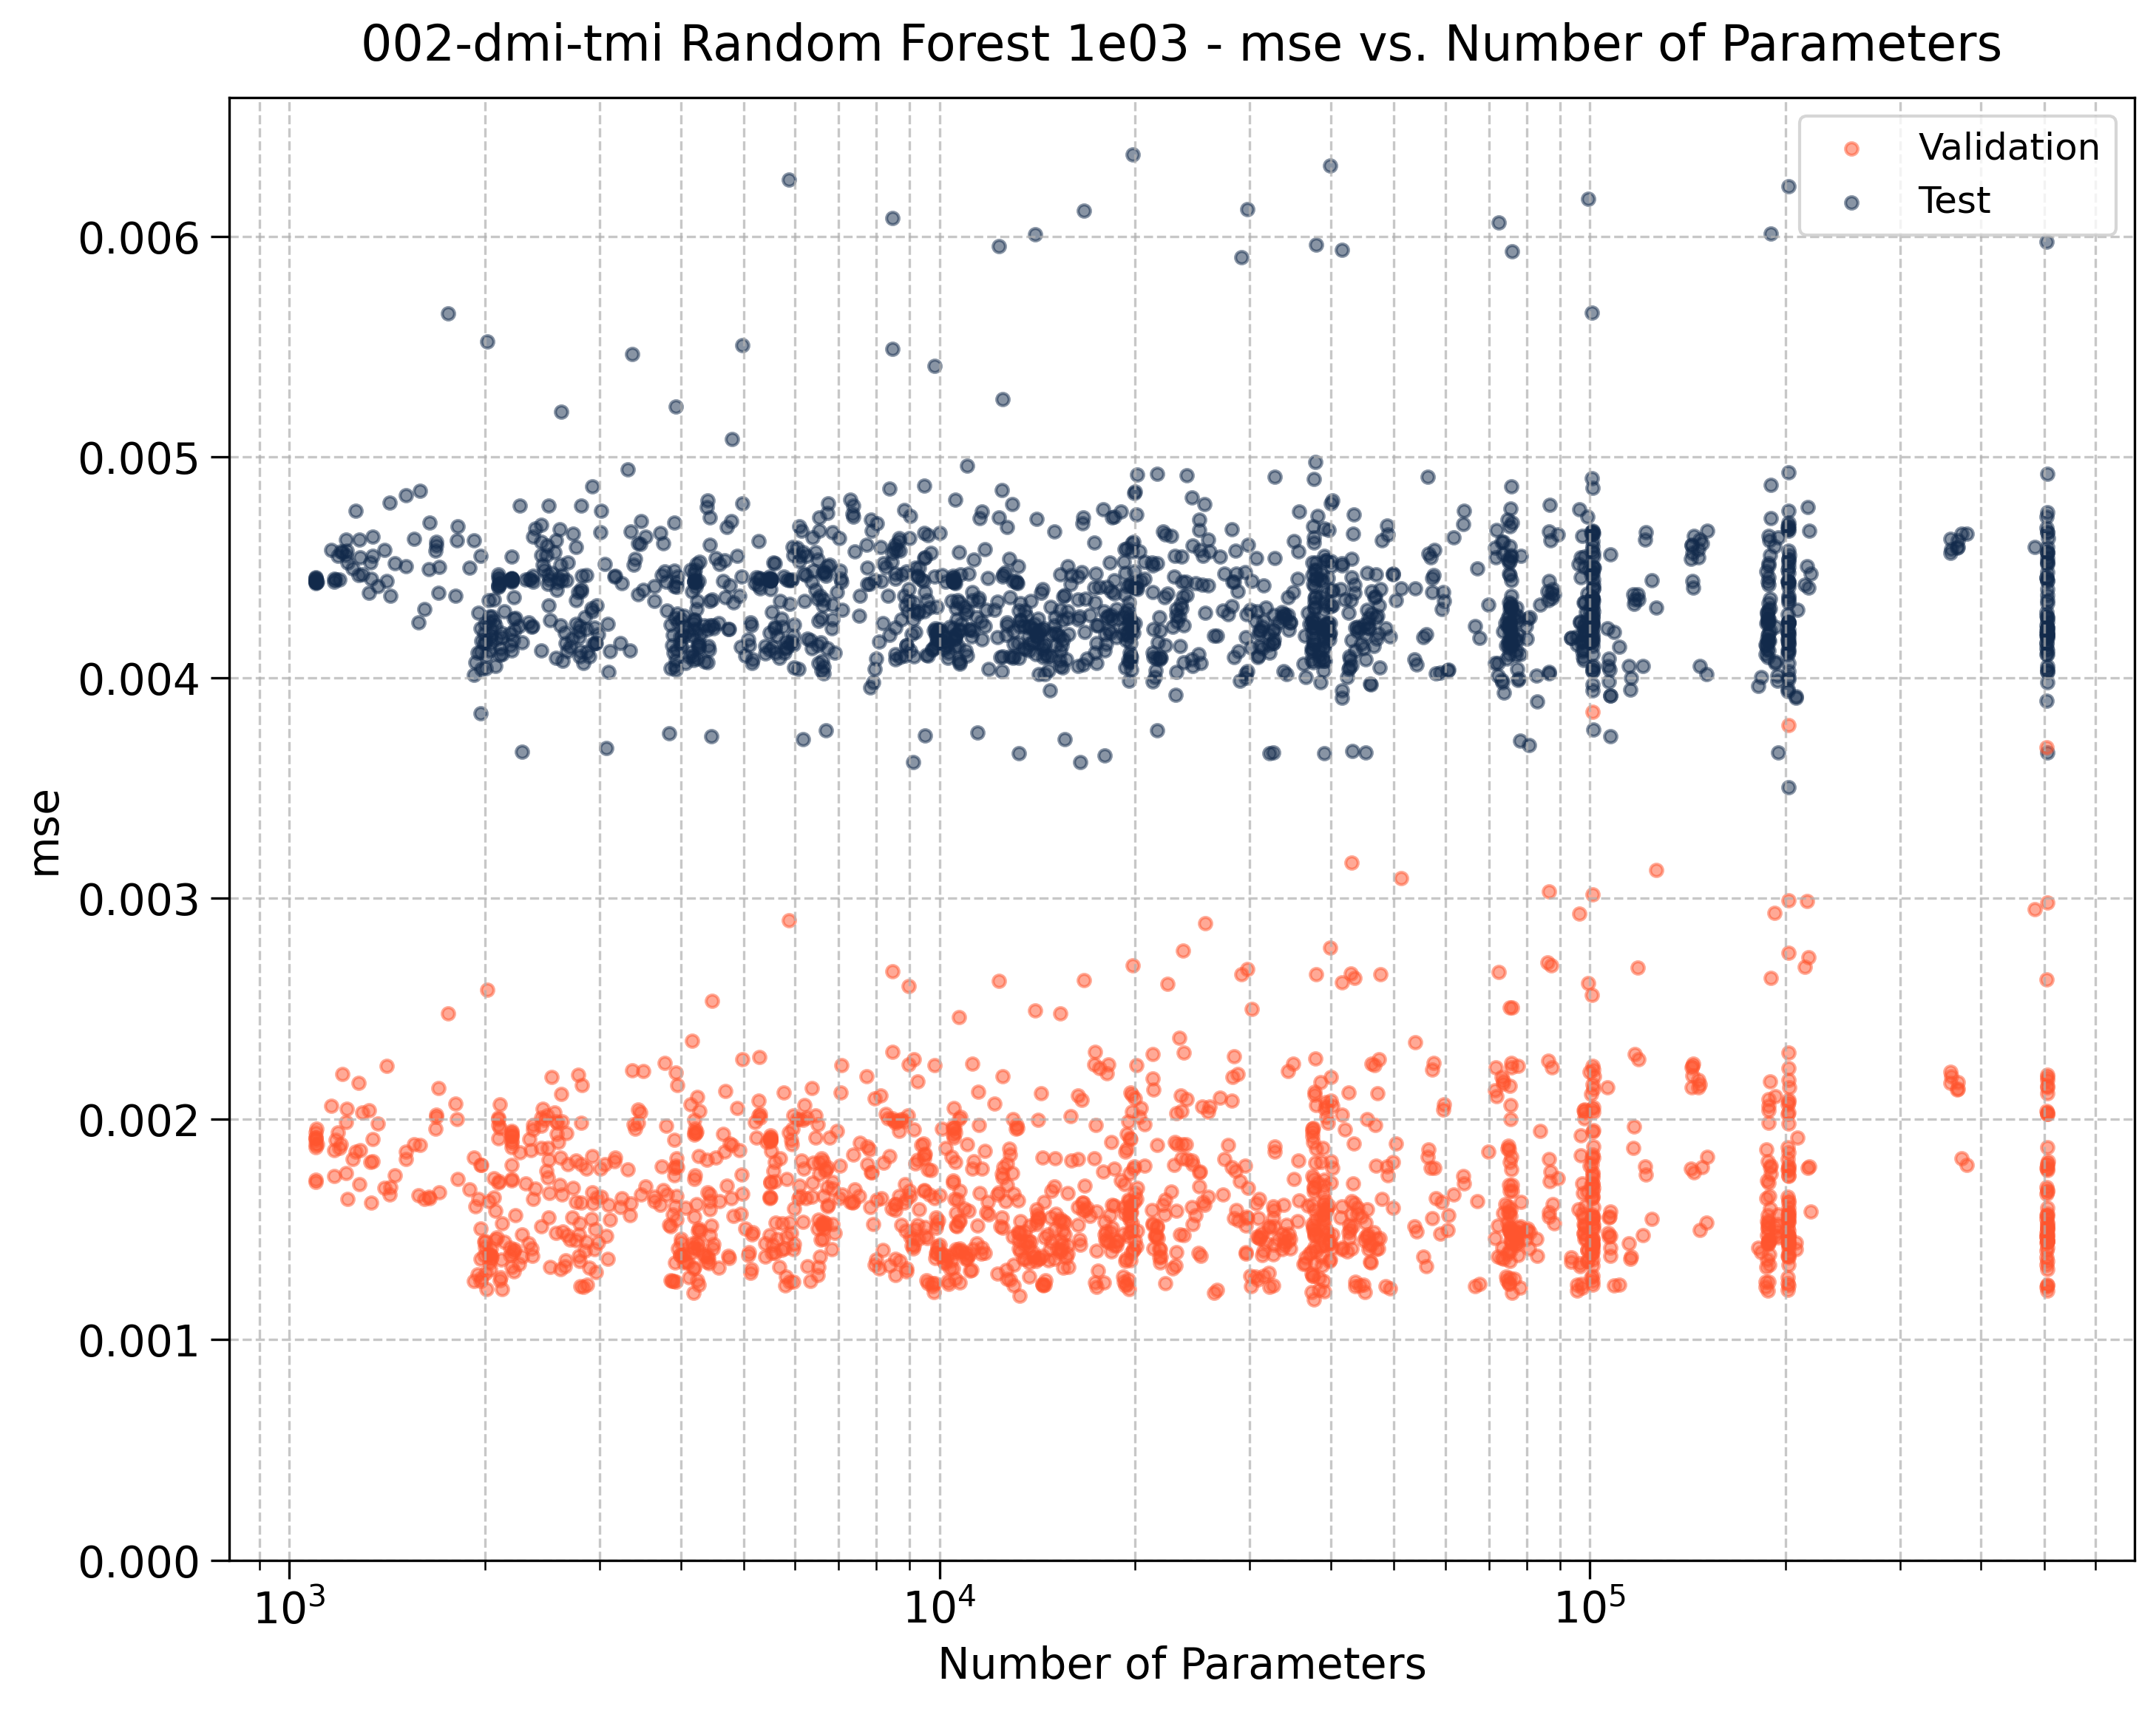 002-dmi-tmi Random Forest 1e03 - mse vs. Number of Parameters
Validation
Test
0.006
0.005
0.004
0.003
0.002
0.001
0.000
mse
10³ 10⁴ 10⁵
Number of Parameters